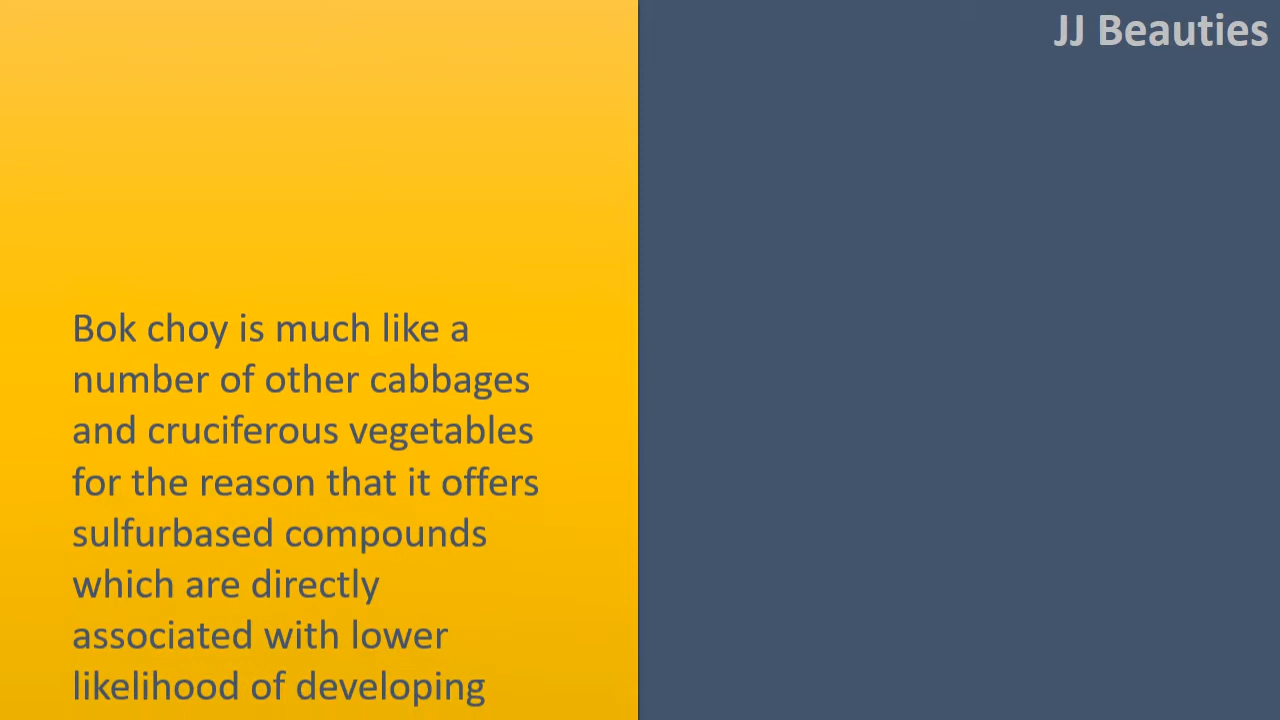 JJ Beauties
Bok choy is much like a
number of other cabbages
and cruciferous vegetables
for the reason that it offers
sulfurbased compounds
which are directly
associated with lower
likelihood of developing